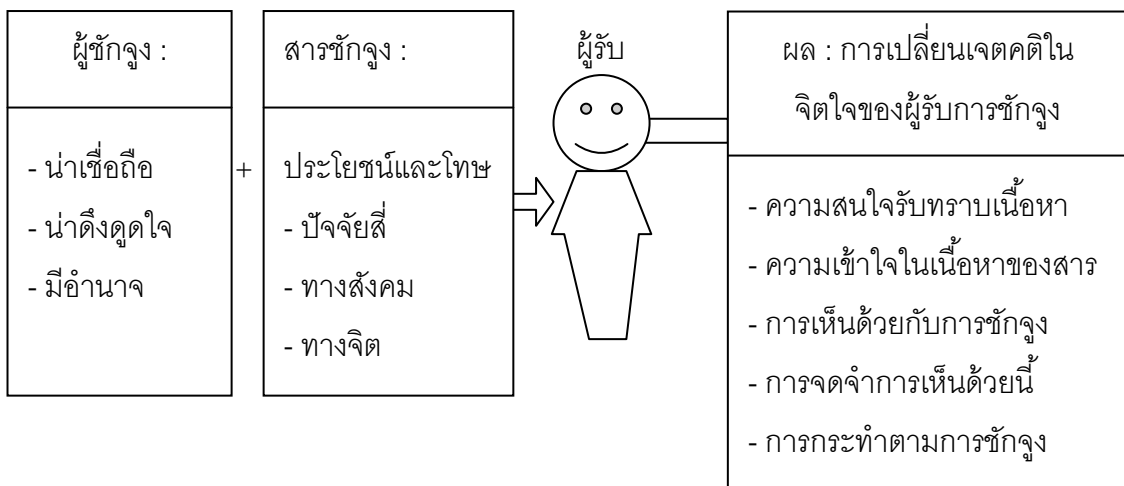 ผู้ชักจูง :
- น่าเชื่อถือ
- น่าดึงดูดใจ
- มีอำนาจ
+
สารชักจูง :
ประโยชน์และโทษ
- ปัจจัยสี่
- ทางสังคม
- ทางจิต
ผู้รับ
ผล : การเปลี่ยนเจตคติใน
จิตใจของผู้รับการชักจูง
- ความสนใจรับทราบเนื้อหา
- ความเข้าใจในเนื้อหาของสาร
- การเห็นด้วยกับการชักจูง
- การจดจำการเห็นด้วยนี้
- การกระทำตามการชักจูง